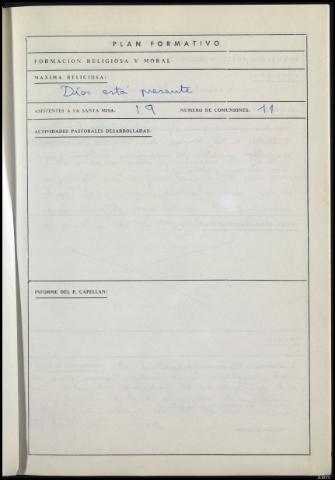 PLAN FORMATIVO
FORMACION RELIGIOSA Y MORAL
MAXIMA RELIGIOSA:
Dios está presente
ASISTENTES A LA SANTA MISA: 19 NUMERO DE COMUNIONES: 11
ACTIVIDADES PASTORALES DESARROLLADAS:
INFORME DEL P. CAPELLAN: